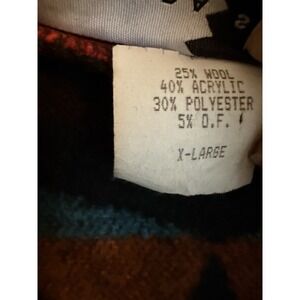 25% WOOL
40% ACRYLIC
30% POLYESTER
5% O.F.
X-LARGE